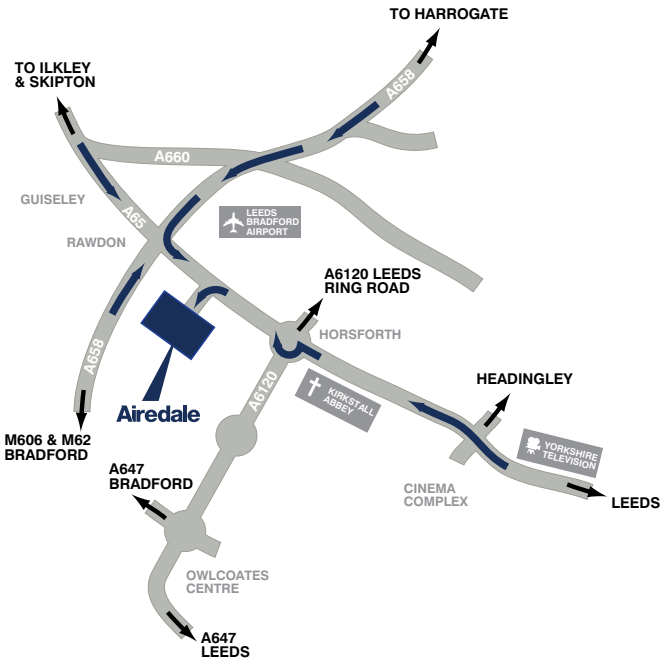 TO HARROGATE
TO ILKLEY
& SKIPTON
A658
A660
GUISELEY
A65
LEEDS
BRADFORD
AIRPORT
RAWDON
A6120 LEEDS
RING ROAD
HORSFORTH
A658
A6120
HEADINGLEY
KIRKSTALL
ABBEY
Airedale
M606 & M62
BRADFORD
YORKSHIRE
TELEVISION
A647
BRADFORD
CINEMA
COMPLEX
LEEDS
OWLCOATES
CENTRE
A647
LEEDS